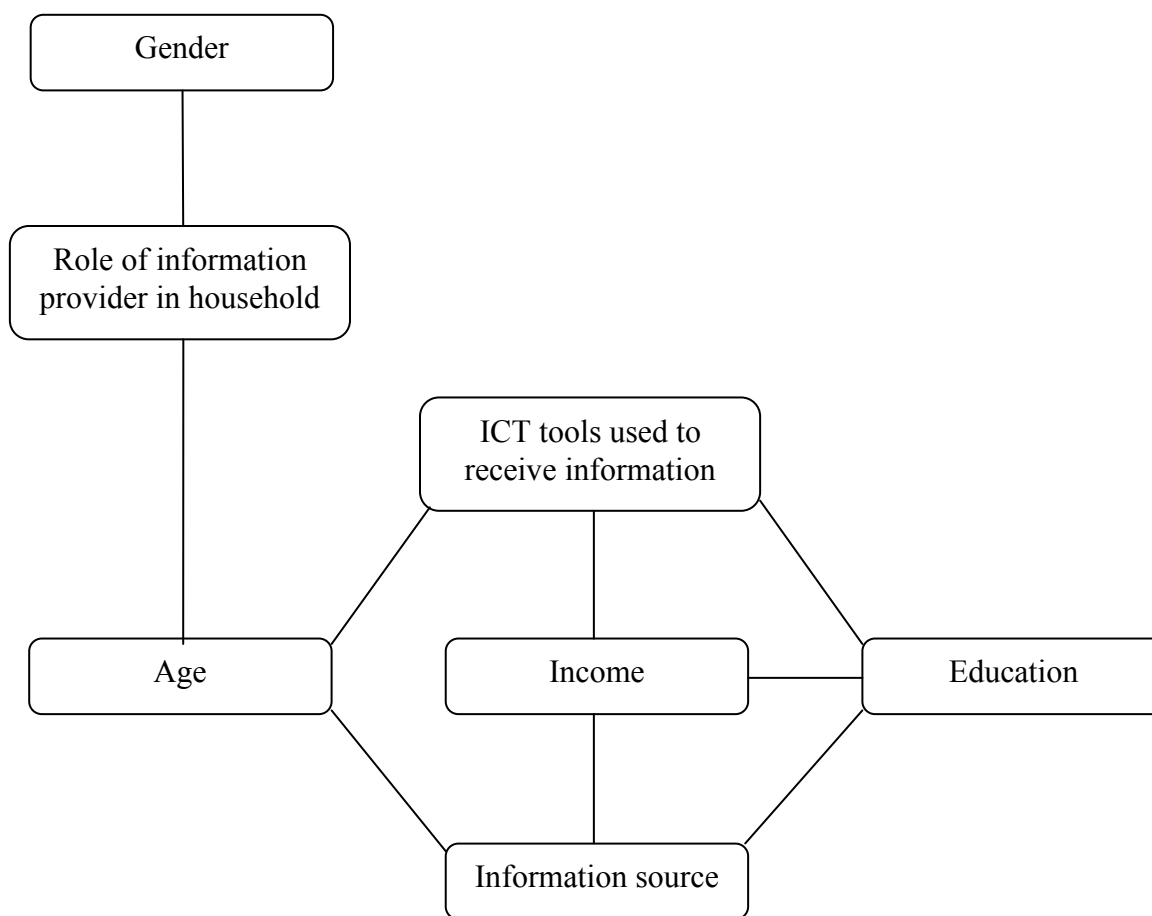 Gender
Role of information
provider in household
ICT tools used to
receive information
Age
Income
Education
Information source